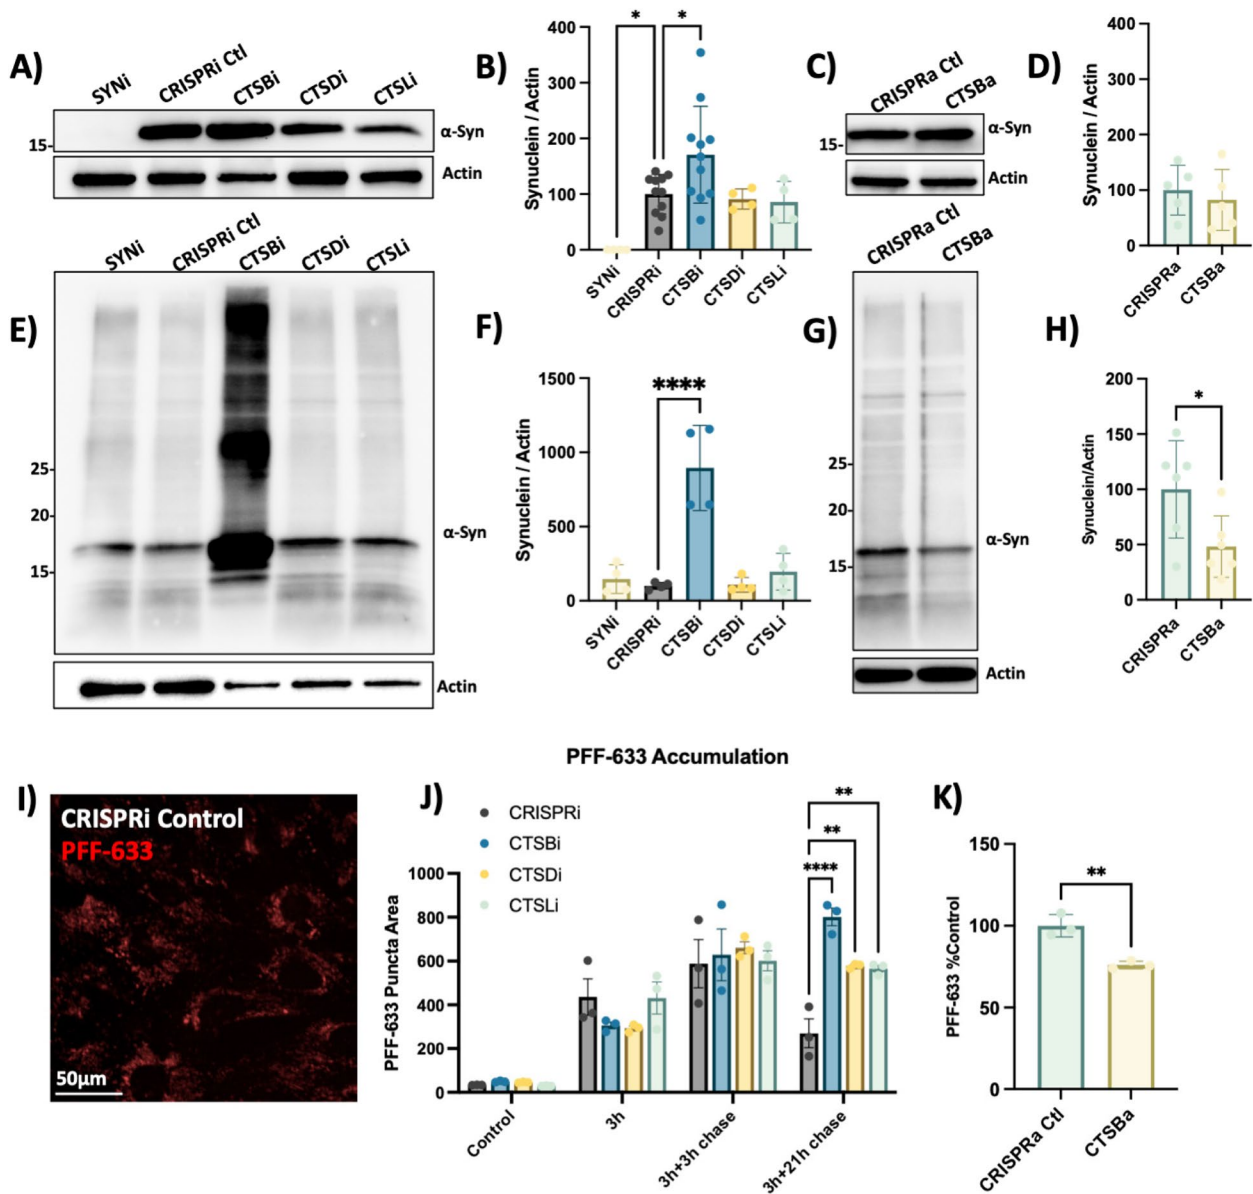 A)
SYNi
CRISPRi Ctl
CTSBi
CTSDi
CTSLi
15-
α-Syn
Actin
B)
Synuclein / Actin
400
300
200
100
0
*
*
SYNi
CRISPRi
CTSBi
CTSDi
CTSLi
C)
CRISPRa Ctl
CTSBa
15-
α-Syn
Actin
D)
Synuclein / Actin
400
300
200
100
0
CRISPRa
CTSBa
E)
SYNi
CRISPRi Ctl
CTSBi
CTSDi
CTSLi
25-
20-
15-
α-Syn
Actin
F)
Synuclein / Actin
1500
1000
500
0
****
SYNi
CRISPRi
CTSBi
CTSDi
CTSLi
G)
CRISPRa Ctl
CTSBa
25-
20-
15-
α-Syn
Actin
H)
Synuclein/Actin
200
150
100
50
0
*
CRISPRa
CTSBa
PFF-633 Accumulation
I)
CRISPRi Control
PFF-633
50µm
J)
CRISPRi
CTSBi
CTSDi
CTSLi
PFF-633 Puncta Area
1000
800
600
400
200
0
**
**
****
Control
3h
3h+3h chase
3h+21h chase
K)
PFF-633 %Control
150
100
50
0
**
CRISPRa Ctl
CTSBa